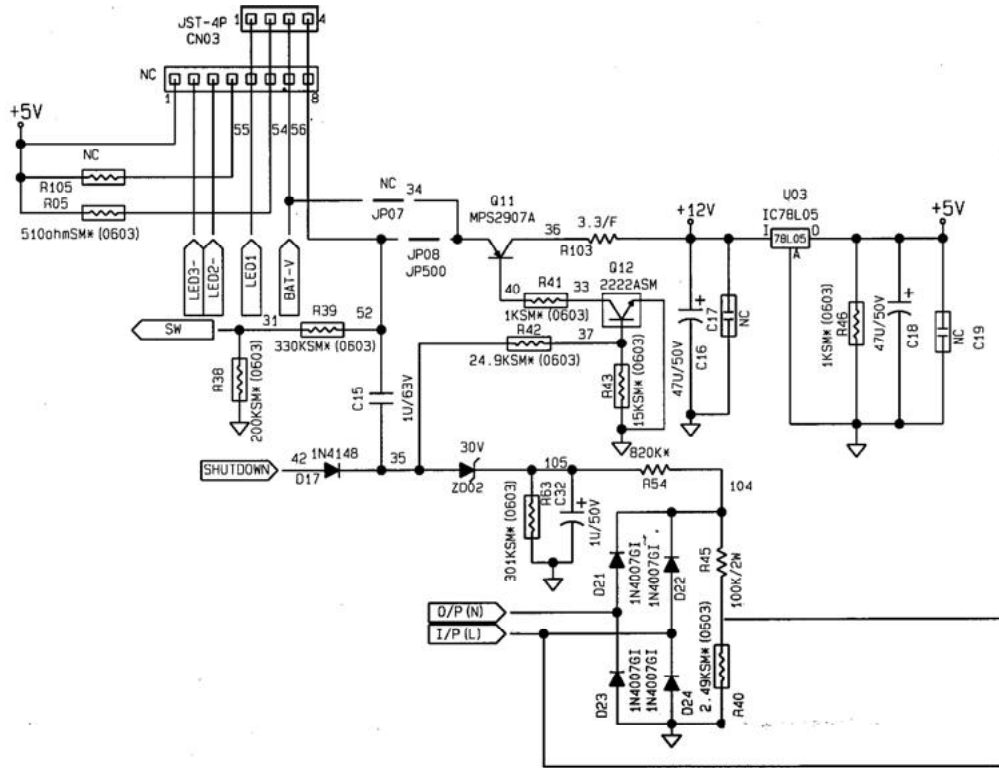 JST-4P
CN03
1
4
NC
1
8
+5V
55
54
56
NC
R105
R05
510ohmSM* (0603)
NC
34
JP07
JP08
JP500
Q11
MPS2907A
36
3.3/F
R103
+12V
U03
IC78L05
I
78L05
O
A
+5V
LED3-
LED2-
LED1
BAT-V
Q12
2222ASM
40
R41
33
1KSM* (0603)
SW
31
R39
52
330KSM* (0603)
R42
37
24.9KSM* (0603)
R38
200KSM* (0603)
C15
1U/63V
R43
15KSM* (0603)
47U/50V
C16
C17
NC
1KSM* (0603)
R46
47U/50V
C18
NC
C19
SHUTDOWN
42
1N4148
D17
35
30V
ZD02
105
820K*
R54
104
301KSM* (0603)
R63
C32
1U/50V
D21
1N4007GI
1N4007GI
D22
R45
100K/2W
O/P(N)
I/P(L)
D23
1N4007GI
1N4007GI
D24
2.49KSM* (0603)
R40